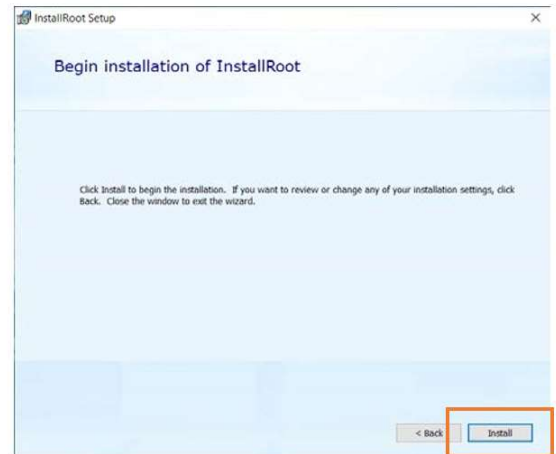 InstallRoot Setup
Begin installation of InstallRoot
Click Install to begin the installation. If you want to review or change any of your installation settings, click
Back. Close the window to exit the wizard.
< Back
Install